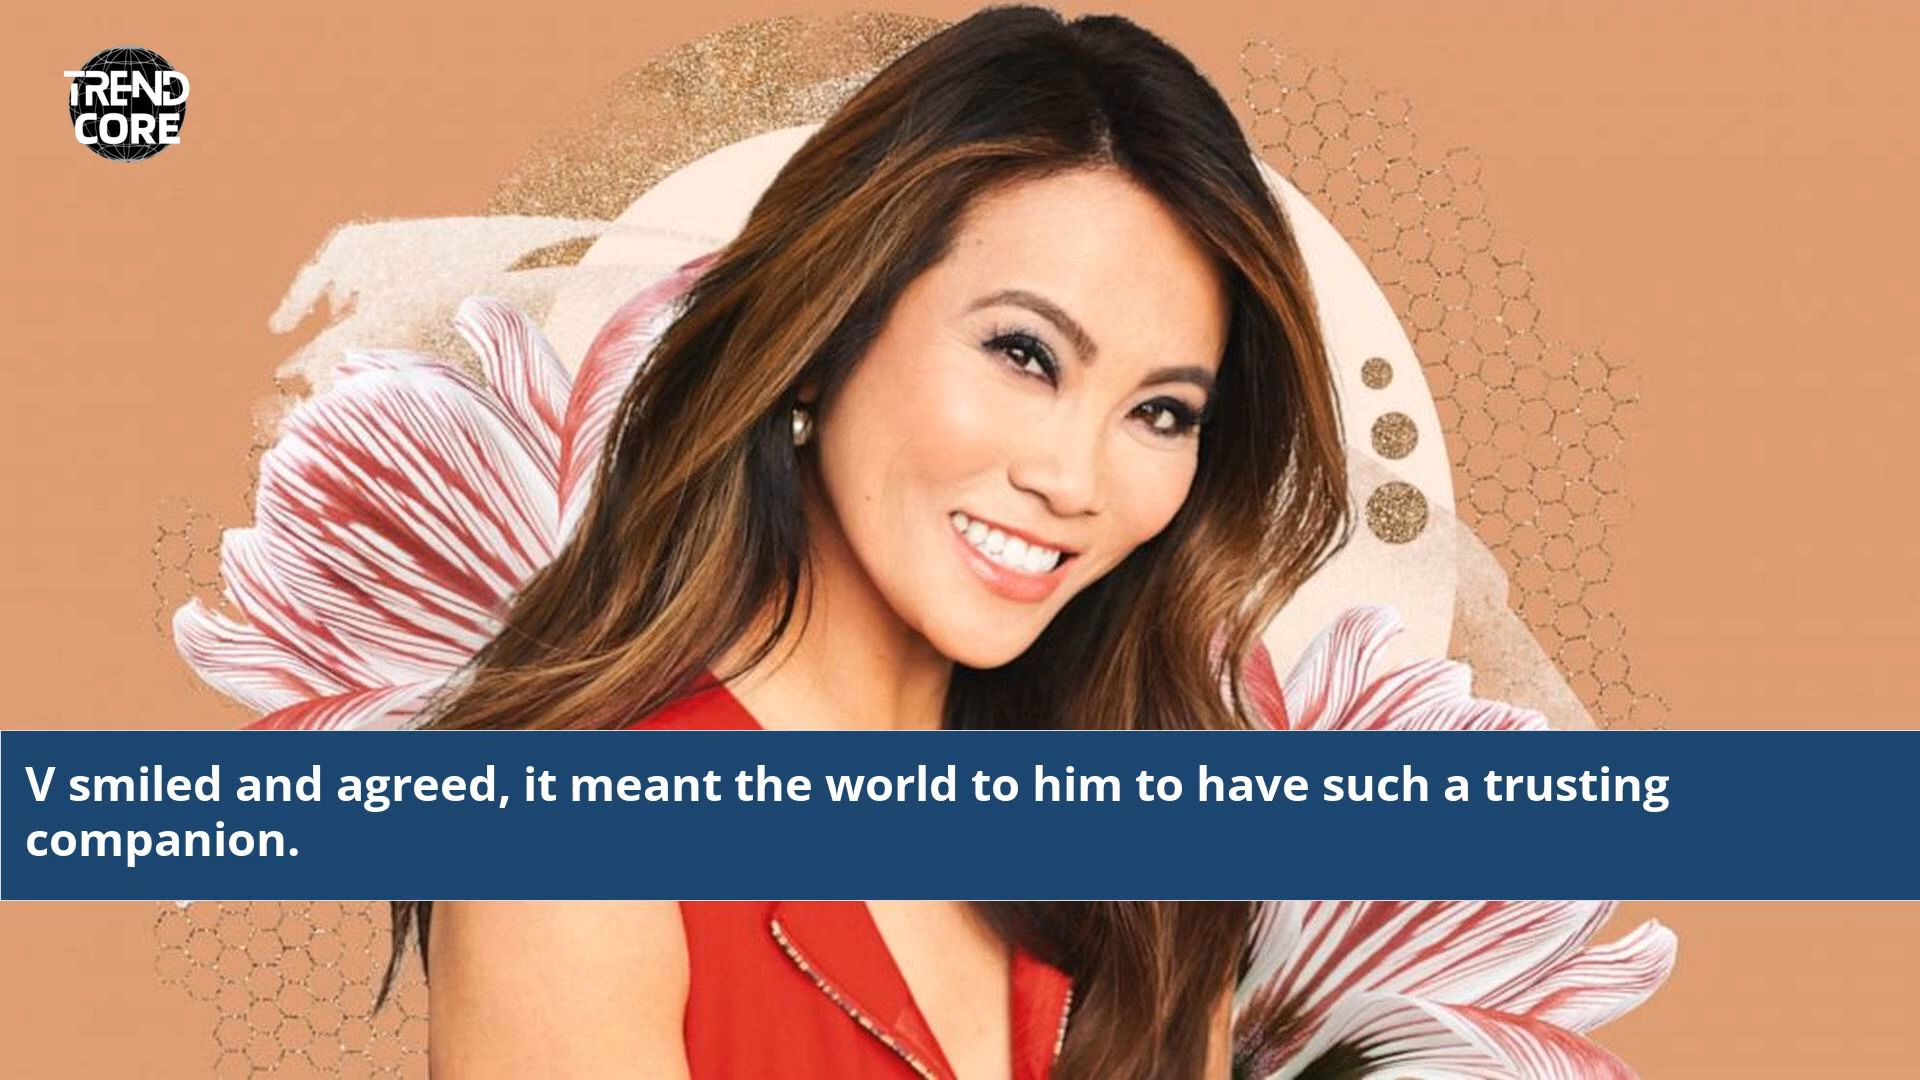 TREND
CORE
V smiled and agreed, it meant the world to him to have such a trusting
companion.